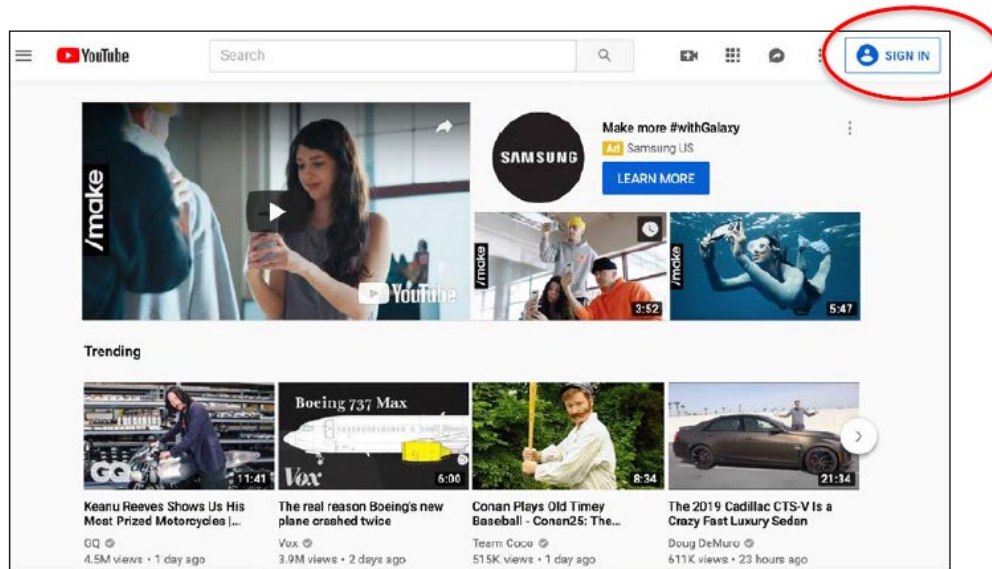 YouTube
Search
SIGN IN
/make
YouTube
SAMSUNG
Make more #withGalaxy
Ad Samsung US
LEARN MORE
/make
3:52
/make
5:47
Trending
GQ
11:41
Boeing 737 Max
Vox
6:00
8:34
21:34
Keanu Reeves Shows Us His
Most Prized Motorcycles |...
GQ
4.5M views • 1 day ago
The real reason Boeing's new
plane crashed twice
Vox
3.9M views • 2 days ago
Conan Plays Old Timey
Baseball - Conan25: The...
Team Coco
515K views • 1 day ago
The 2019 Cadillac CTS-V Is a
Crazy Fast Luxury Sedan
Doug DeMuro
611K views • 23 hours ago